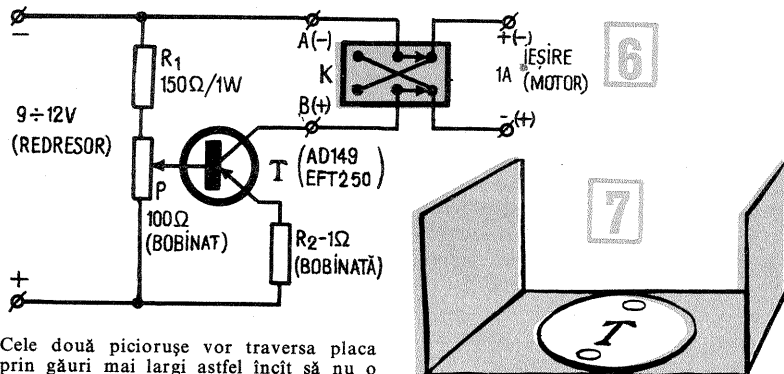 −
A(−)
+(−)
IEȘIRE
1A (MOTOR)
6
R1
150Ω/1W
K
B(+)
−(+)
9÷12V
(REDRESOR)
T (AD149
EFT250)
P
100Ω
(BOBINAT)
R2-1Ω
(BOBINATĂ)
+
7
T
Cele două piciorușe vor traversa placa
prin găuri mai largi astfel încît să nu o